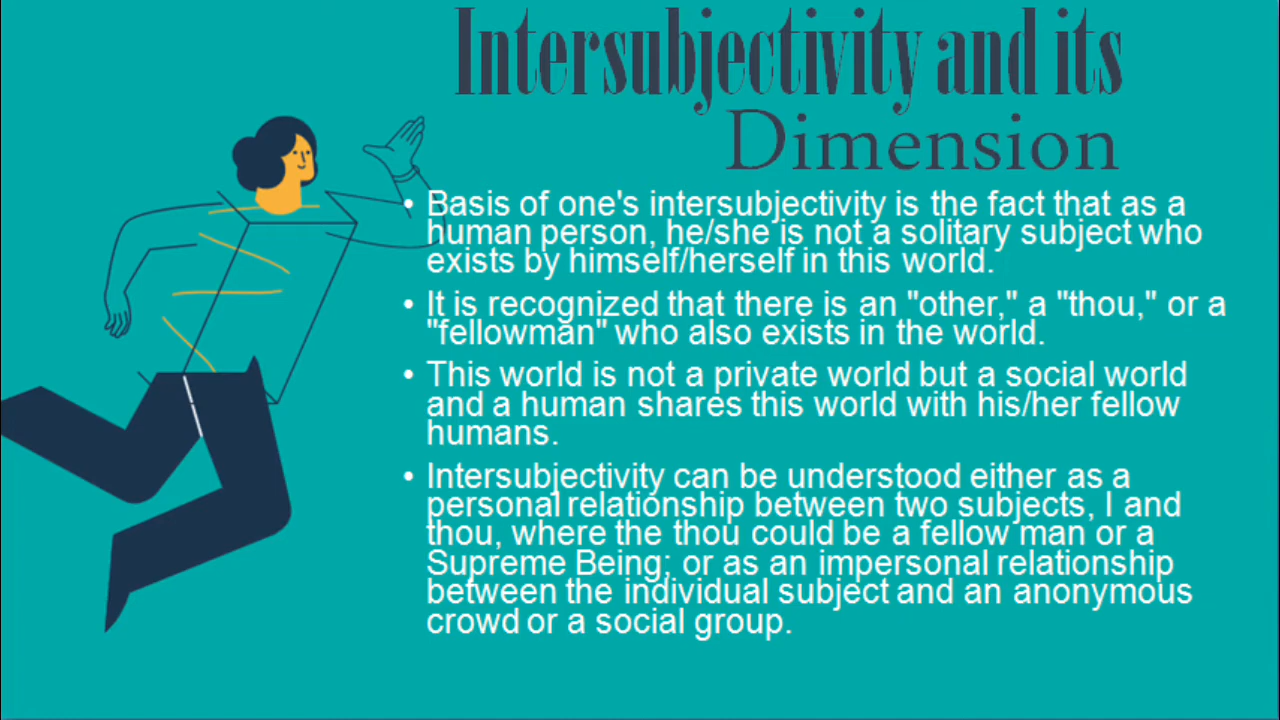 Intersubjectivity and its
Dimension
• Basis of one's intersubjectivity is the fact that as a
human person, he/she is not a solitary subject who
exists by himself/herself in this world.
• It is recognized that there is an "other," a "thou," or a
"fellowman" who also exists in the world.
• This world is not a private world but a social world
and a human shares this world with his/her fellow
humans.
• Intersubjectivity can be understood either as a
personal relationship between two subjects, I and
thou, where the thou could be a fellow man or a
Supreme Being; or as an impersonal relationship
between the individual subject and an anonymous
crowd or a social group.